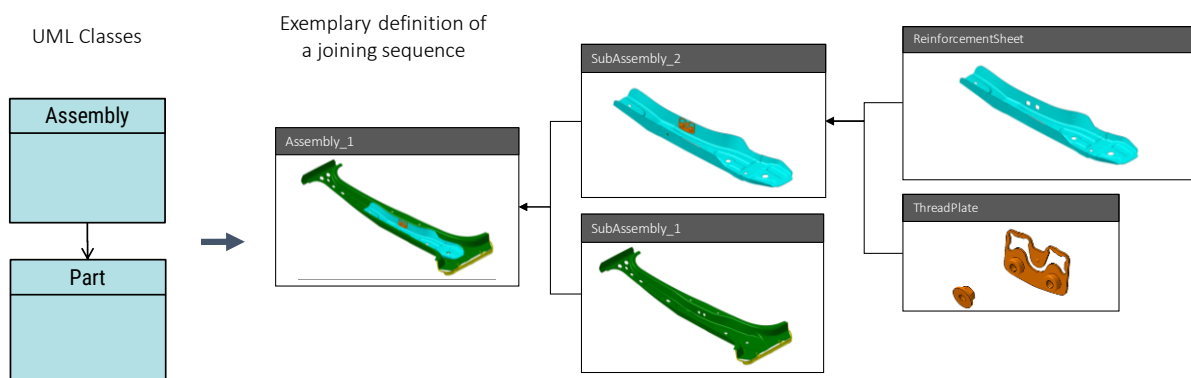 UML Classes
Exemplary definition of
a joining sequence
Assembly
Part
Assembly_1
SubAssembly_2
SubAssembly_1
ReinforcementSheet
ThreadPlate